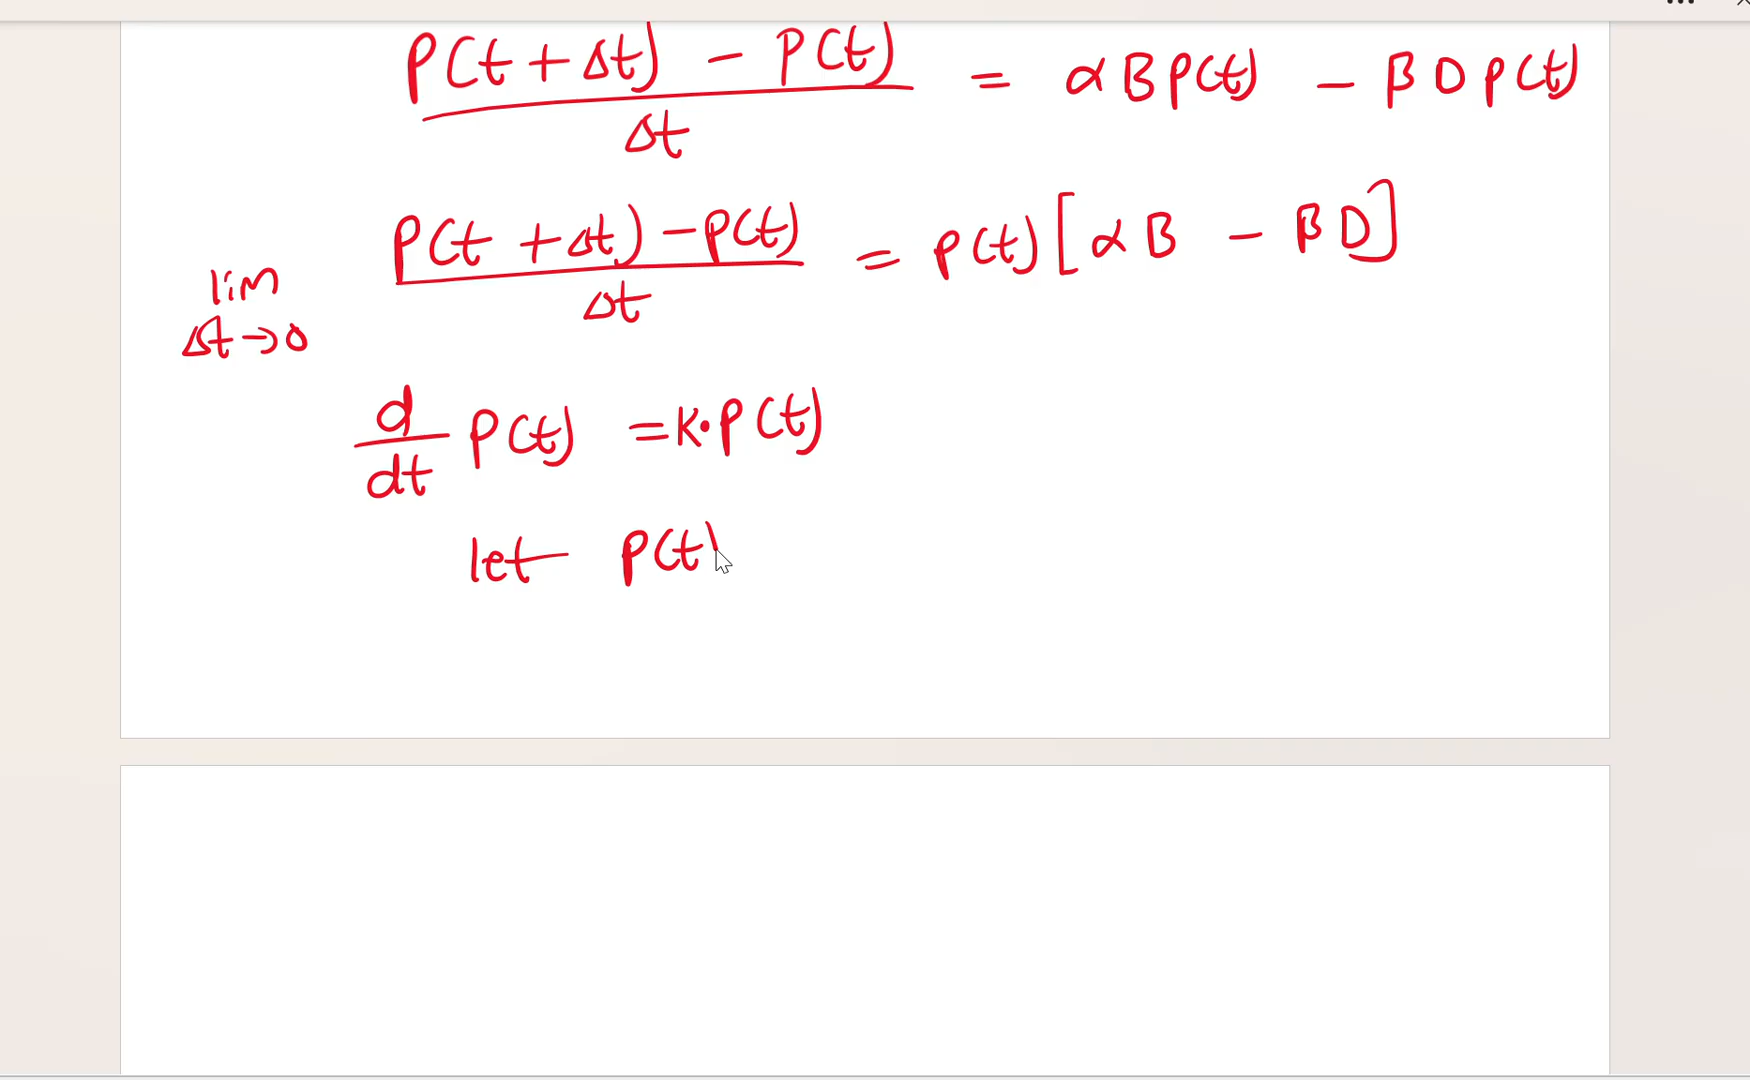 P(t + Δt) - P(t) / Δt = αBP(t) - βDP(t)
lim Δt→0 P(t + Δt) - P(t) / Δt = P(t)[αB - βD]
d/dt P(t) = K·P(t)
let P(t)